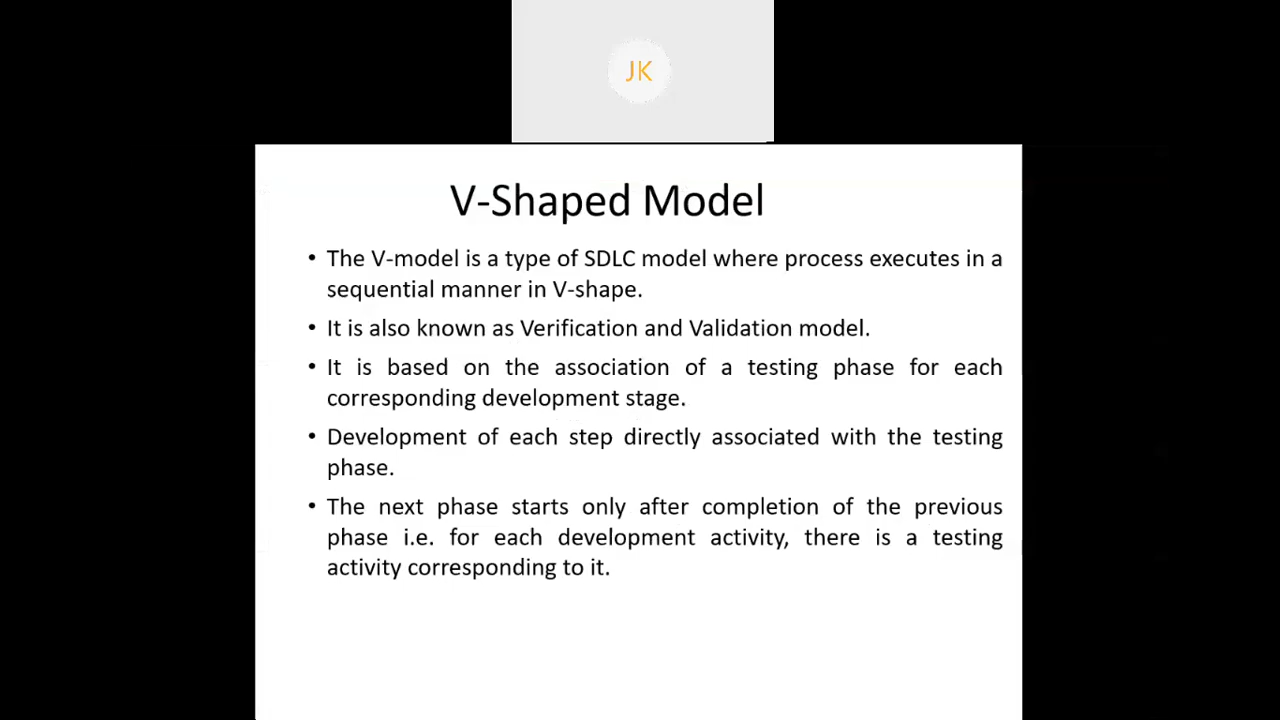 JK
V-Shaped Model
• The V-model is a type of SDLC model where process executes in a
sequential manner in V-shape.
• It is also known as Verification and Validation model.
• It is based on the association of a testing phase for each
corresponding development stage.
• Development of each step directly associated with the testing
phase.
• The next phase starts only after completion of the previous
phase i.e. for each development activity, there is a testing
activity corresponding to it.